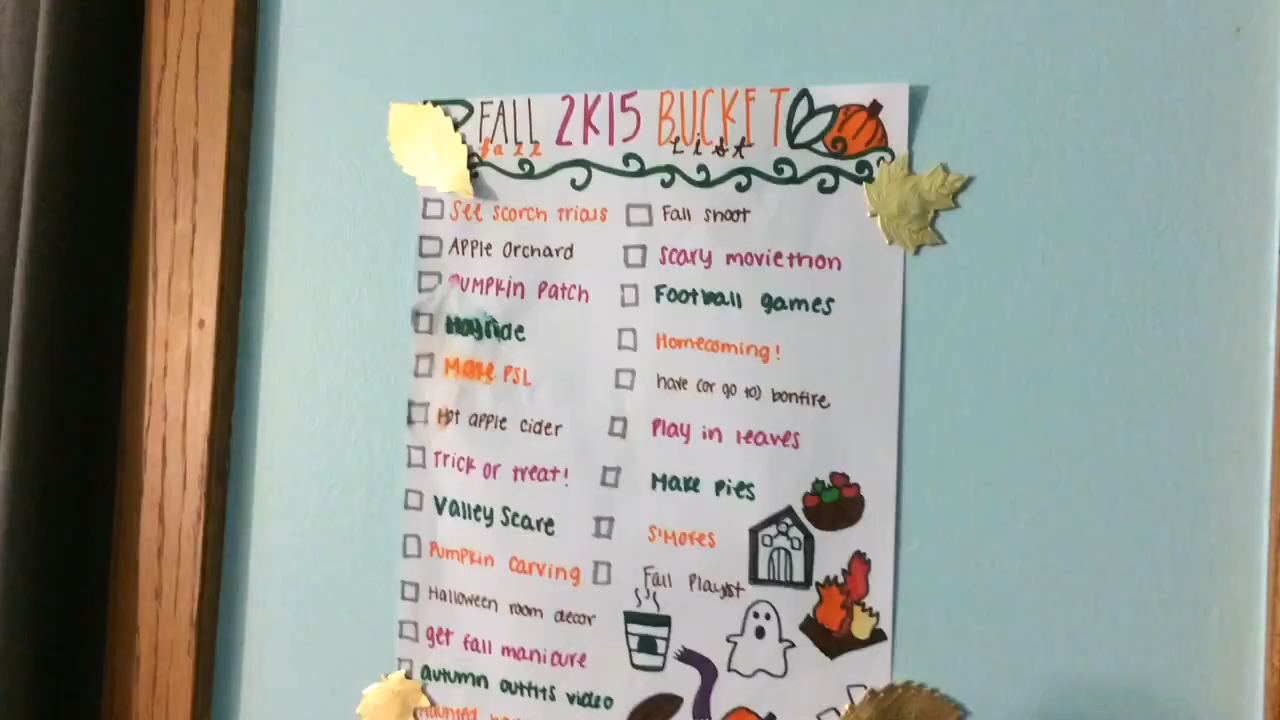 FALL 2K15 BUCKET
fall List
See scorch trials
APPle Orchard
PUMPKin Patch
Hayride
Make PSL
Hot apple cider
Trick or treat!
Valley Scare
Pumpkin carving
Halloween room decor
get fall manicure
autumn outfits video
Haunted
Fall shoot
Scary moviethon
Football games
Homecoming!
have (or go to) bonfire
Play in leaves
Make Pies
S'Mores
Fall Playlist